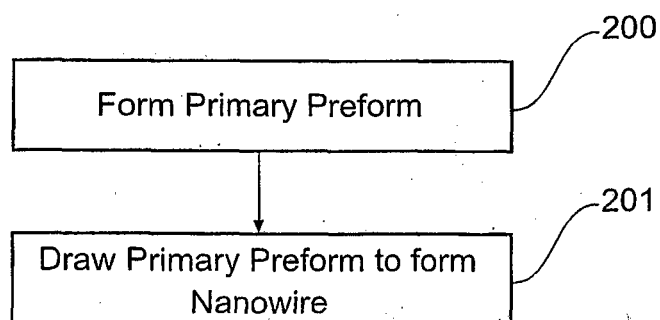 200
Form Primary Preform
201
Draw Primary Preform to form
Nanowire